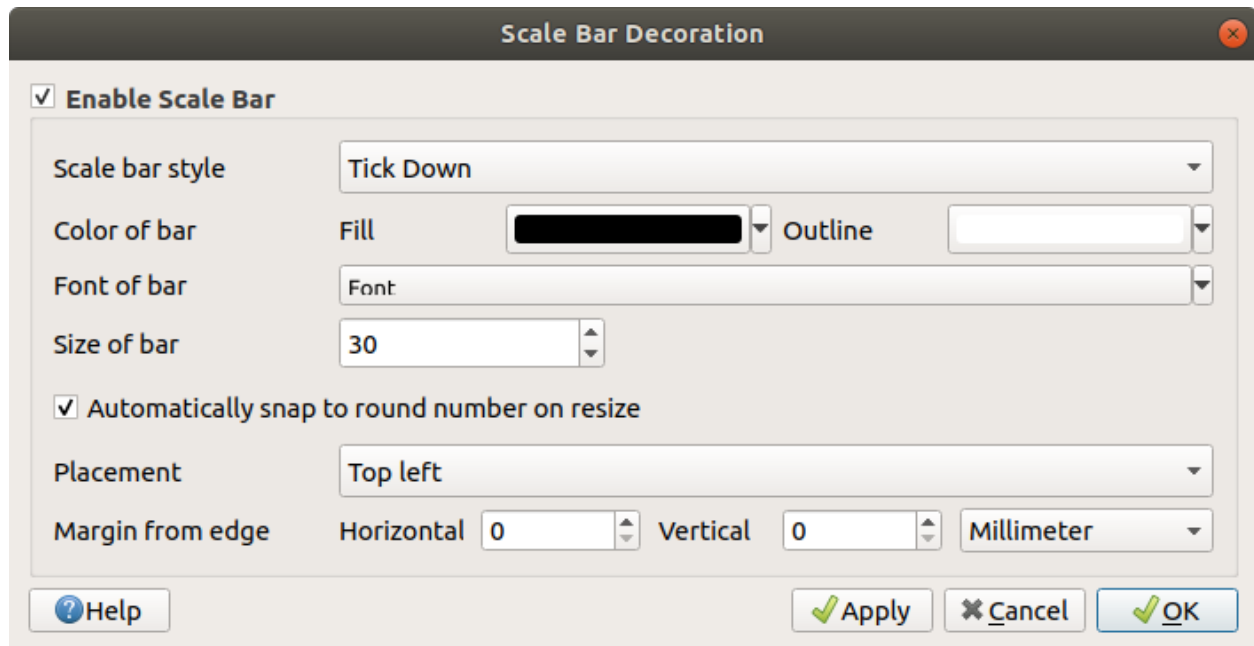 Scale Bar Decoration
Enable Scale Bar
Scale bar style Tick Down
Color of bar Fill Outline
Font of bar Font
Size of bar 30
Automatically snap to round number on resize
Placement Top left
Margin from edge Horizontal 0 Vertical 0 Millimeter
Help Apply Cancel OK